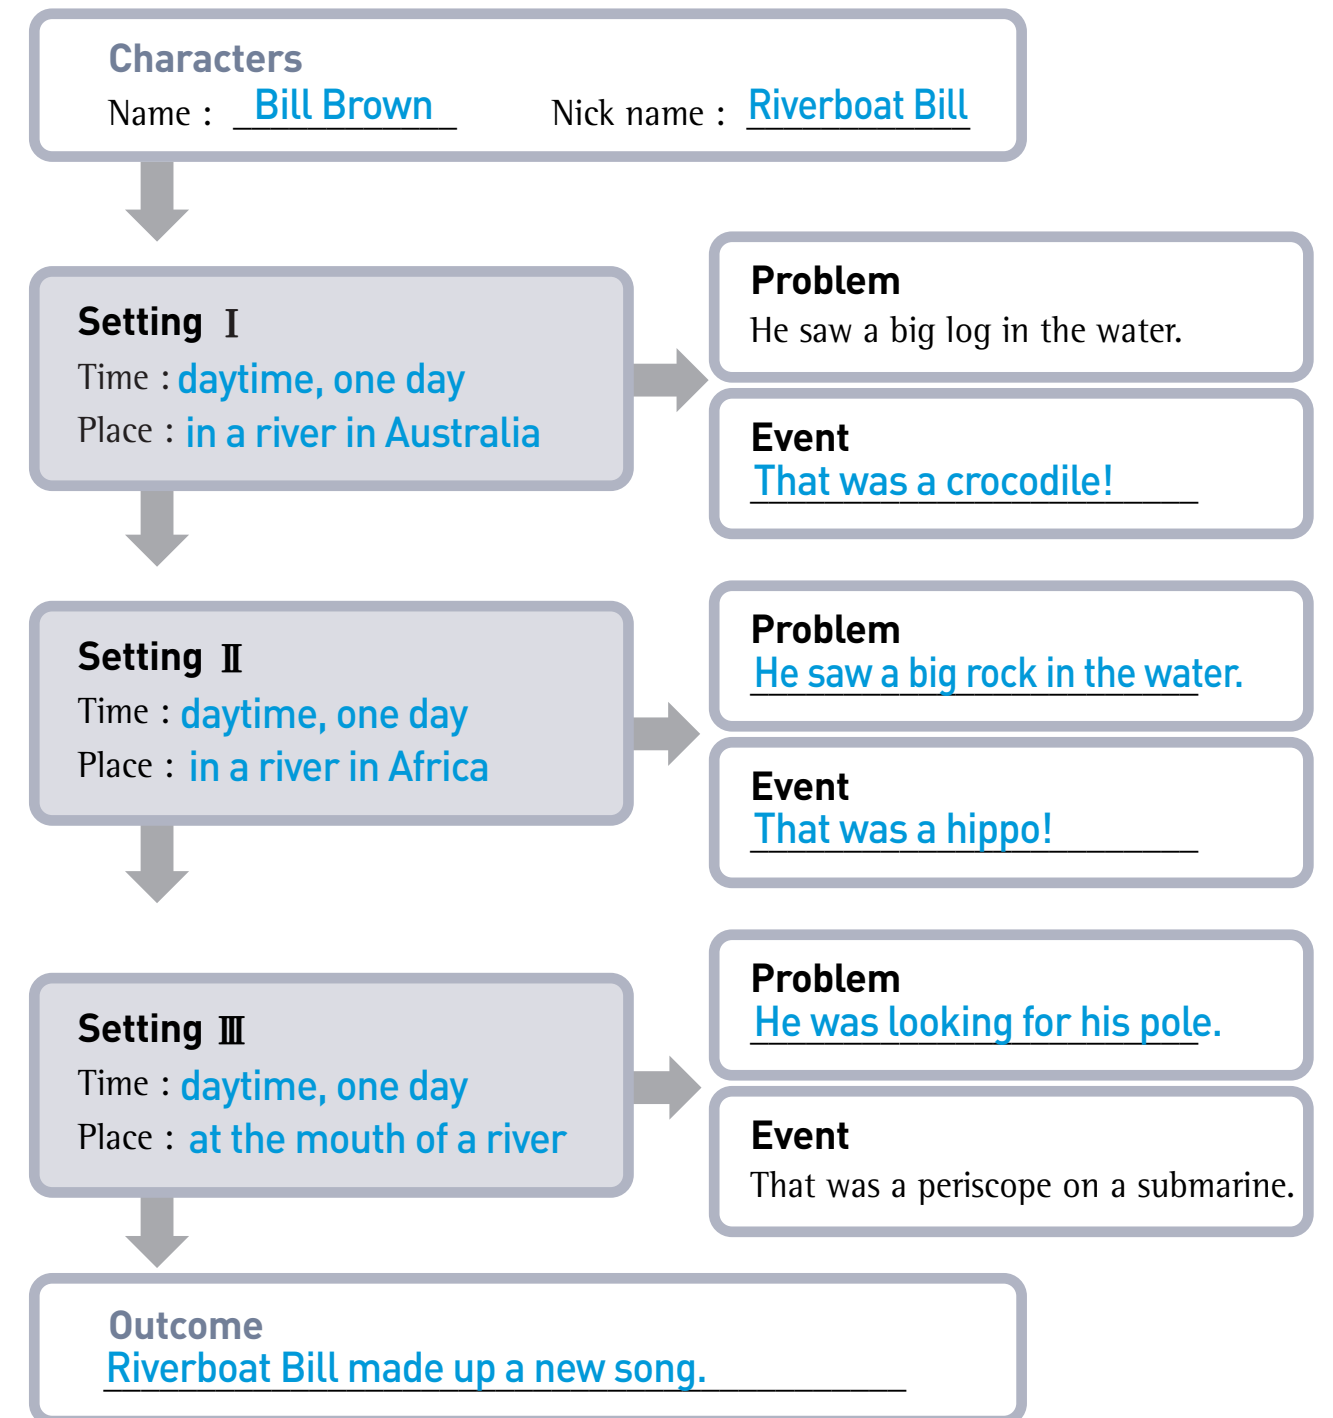 Characters
Name : Bill Brown Nick name : Riverboat Bill
Setting Ⅰ
Time : daytime, one day
Place : in a river in Australia
Problem
He saw a big log in the water.
Event
That was a crocodile!
Setting Ⅱ
Time : daytime, one day
Place : in a river in Africa
Problem
He saw a big rock in the water.
Event
That was a hippo!
Setting Ⅲ
Time : daytime, one day
Place : at the mouth of a river
Problem
He was looking for his pole.
Event
That was a periscope on a submarine.
Outcome
Riverboat Bill made up a new song.